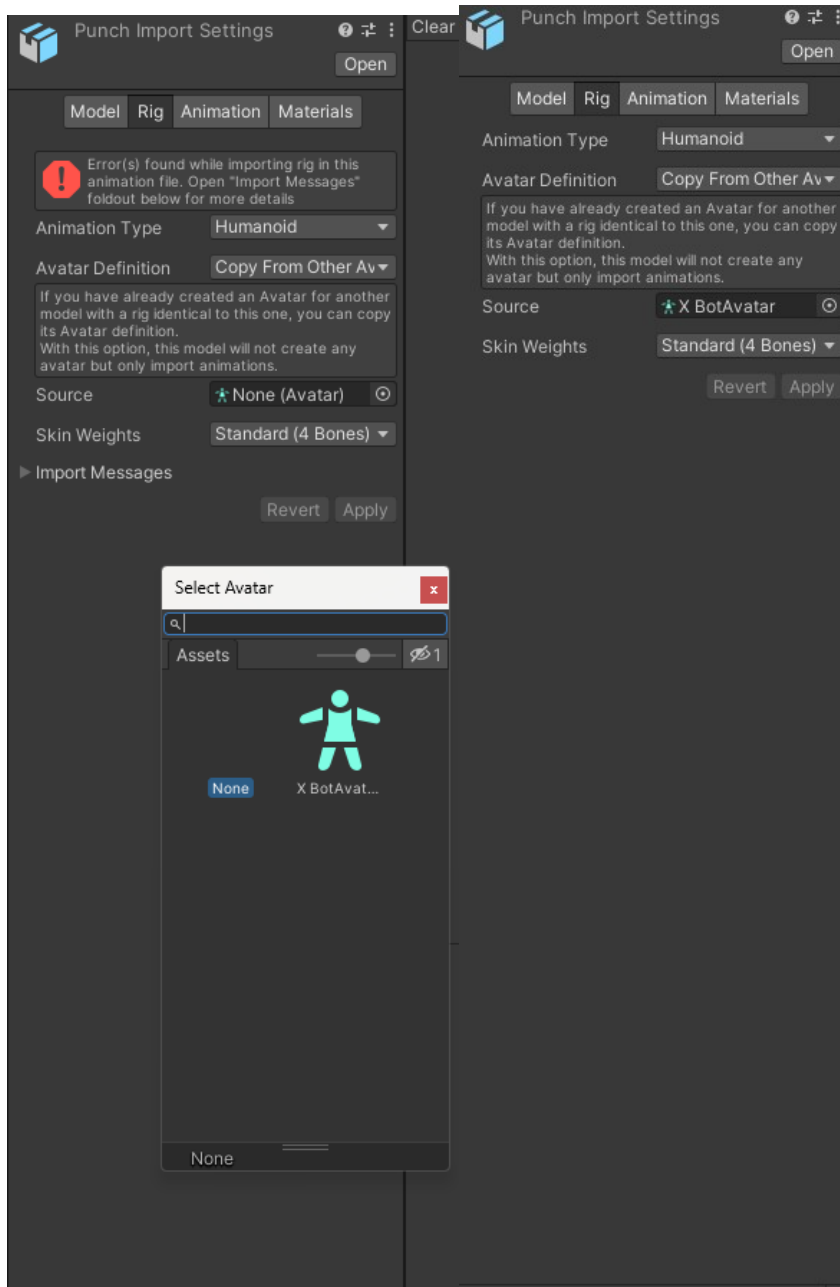 Punch Import Settings
Open
Model Rig Animation Materials
Error(s) found while importing rig in this
animation file. Open "Import Messages"
foldout below for more details
Animation Type Humanoid
Avatar Definition Copy From Other Av
If you have already created an Avatar for another
model with a rig identical to this one, you can copy
its Avatar definition.
With this option, this model will not create any
avatar but only import animations.
Source None (Avatar)
Skin Weights Standard (4 Bones)
Import Messages
Revert Apply
Select Avatar
x
Assets
1
None X BotAvat...
None
Clear
Punch Import Settings
Open
Model Rig Animation Materials
Animation Type Humanoid
Avatar Definition Copy From Other Av
If you have already created an Avatar for another
model with a rig identical to this one, you can copy
its Avatar definition.
With this option, this model will not create any
avatar but only import animations.
Source X BotAvatar
Skin Weights Standard (4 Bones)
Revert Apply